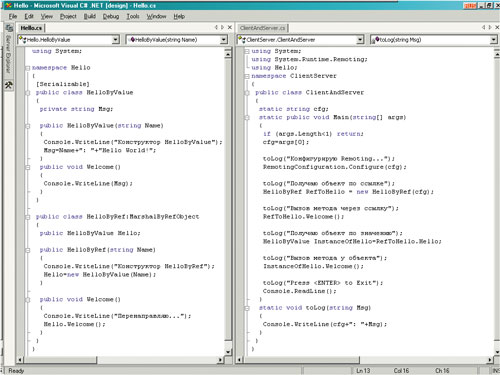 Hello - Microsoft Visual C# .NET [design] - Hello.cs
File Edit View Project Build Debug Tools Window Help
Server Explorer
Hello.cs
Hello.HelloByValue
HelloByValue(string Name)
using System;
namespace Hello
{
[Serializable]
public class HelloByValue
{
private string Msg;
public HelloByValue(string Name)
{
Console.WriteLine("Конструктор HelloByValue");
Msg=Name+": "+"Hello World!";
}
public void Welcome()
{
Console.WriteLine(Msg);
}
}
public class HelloByRef:MarshalByRefObject
{
public HelloByValue Hello;
public HelloByRef(string Name)
{
Console.WriteLine("Конструктор HelloByRef");
Hello=new HelloByValue(Name);
}
public void Welcome()
{
Console.WriteLine("Перенаправляю...");
Hello.Welcome();
}
}
}
ClientAndServer.cs
ClientServer.ClientAndServer
toLog(string Msg)
using System;
using System.Runtime.Remoting;
using Hello;
namespace ClientServer
{
public class ClientAndServer
{
static string cfg;
static public void Main(string[] args)
{
if (args.Length<1) return;
cfg=args[0];
toLog("Конфигурирую Remoting...");
RemotingConfiguration.Configure(cfg);
toLog("Получаю объект по ссылке");
HelloByRef RefToHello = new HelloByRef(cfg);
toLog("Вызов метода через ссылку");
RefToHello.Welcome();
toLog("Получаю объект по значению");
HelloByValue InstanceOfHello=RefToHello.Hello;
toLog("Вызов метода у объекта");
InstanceOfHello.Welcome();
toLog("Press <ENTER> to Exit");
Console.ReadLine();
}
static void toLog(string Msg)
{
Console.WriteLine(cfg+": "+Msg);
}
}
}
Ready
Ln 13 Col 16 Ch 16 INS